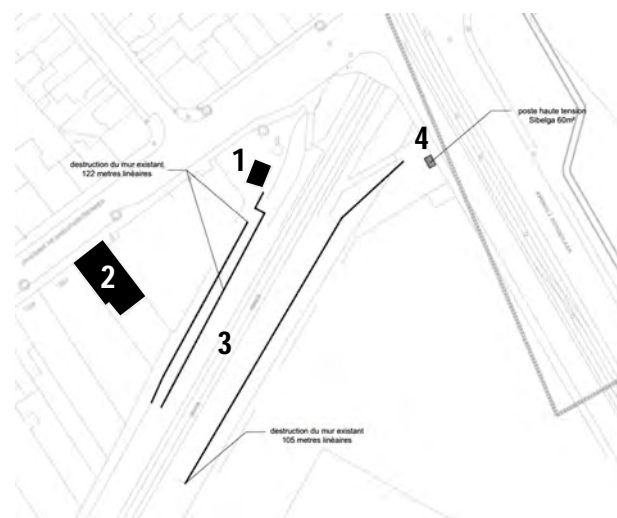 poste haute tension
Sibelga 60m²
4
destruction du mur existant
122 metres linéaires
1
2
3
destruction du mur existant
105 metres linéaires